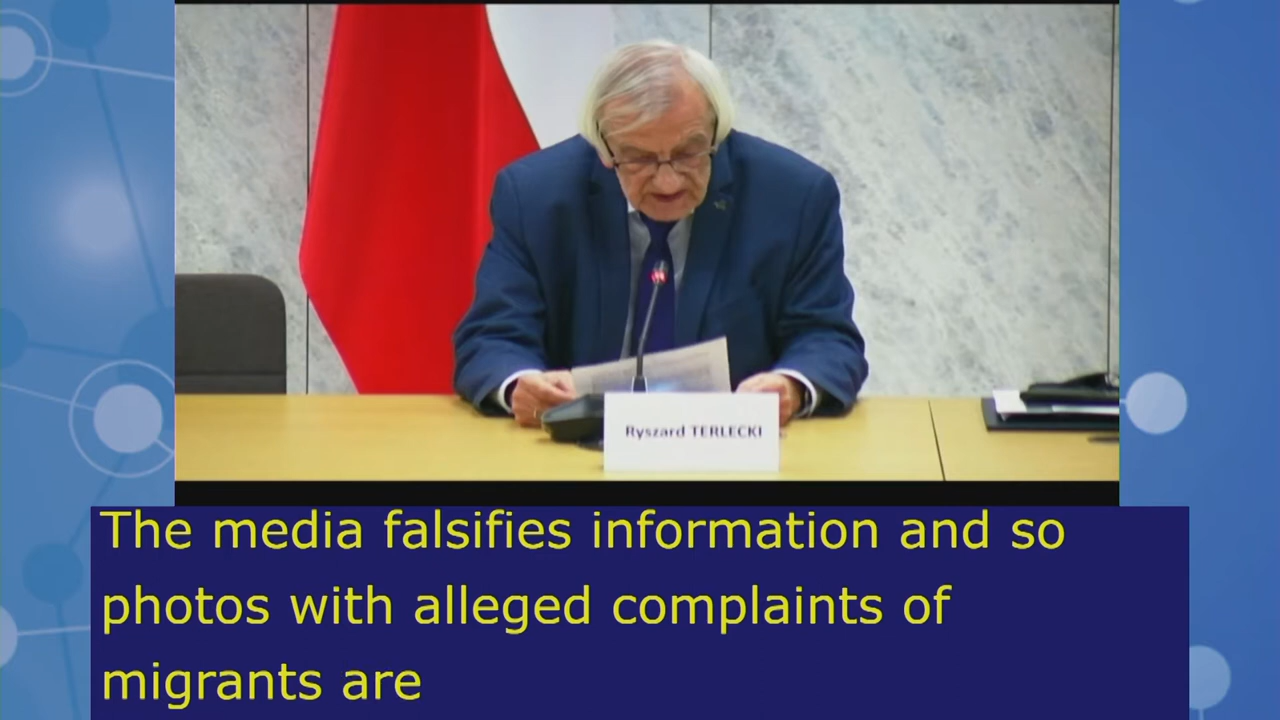 Ryszard TERLECKI
The media falsifies information and so
photos with alleged complaints of
migrants are